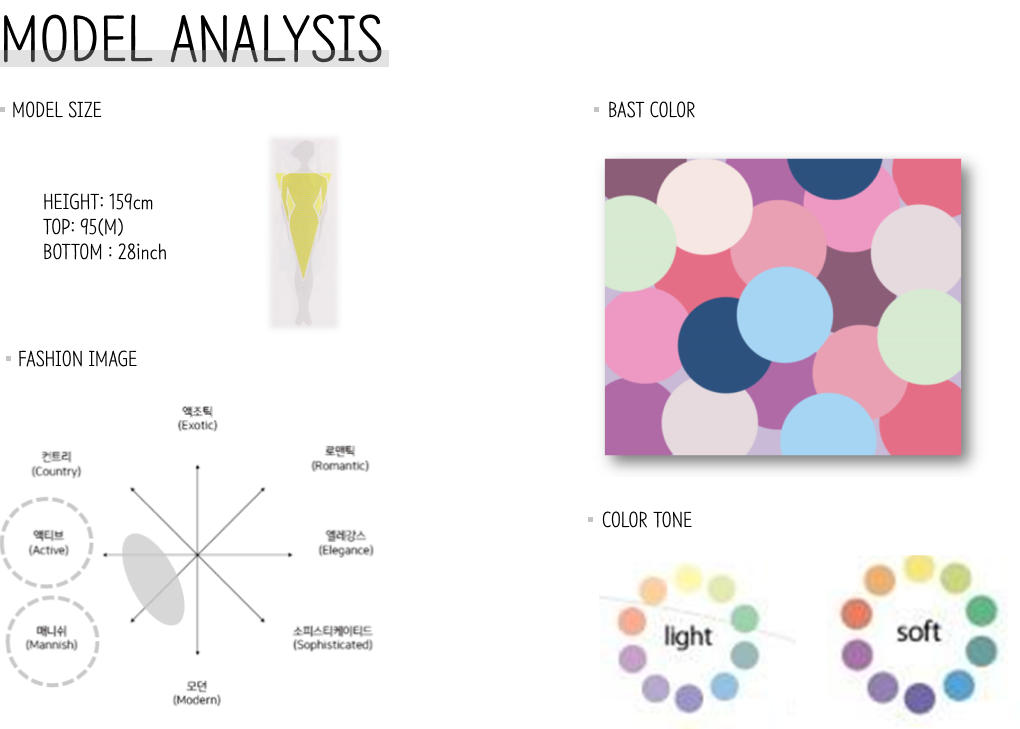 MODEL ANALYSIS
MODEL SIZE
HEIGHT: 159cm
TOP: 95(M)
BOTTOM : 28inch
FASHION IMAGE
액조틱
(Exotic)
컨트리
(Country)
로맨틱
(Romantic)
액티브
(Active)
엘레강스
(Elegance)
매니쉬
(Mannish)
소피스티케이티드
(Sophisticated)
모던
(Modern)
BAST COLOR
COLOR TONE
light
soft